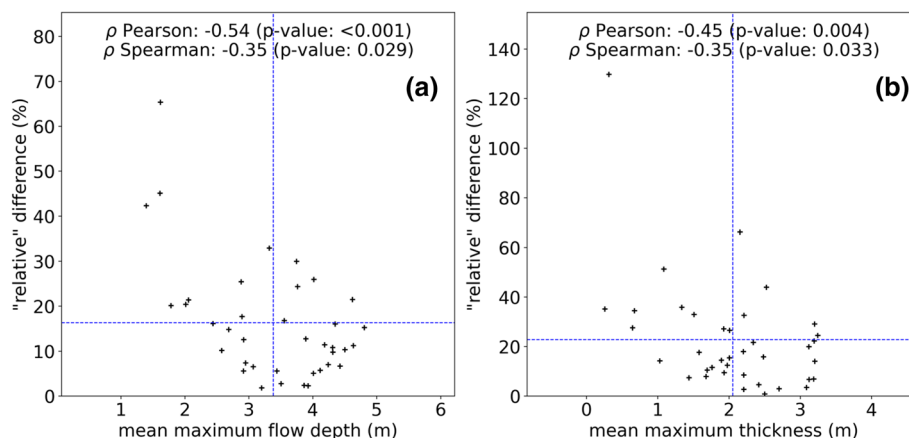 ρ Pearson: -0.54 (p-value: <0.001)
ρ Spearman: -0.35 (p-value: 0.029)
(a)
"relative" difference (%)
80
70
60
50
40
30
20
10
0
1 2 3 4 5 6
mean maximum flow depth (m)
ρ Pearson: -0.45 (p-value: 0.004)
ρ Spearman: -0.35 (p-value: 0.033)
(b)
"relative" difference (%)
140
120
100
80
60
40
20
0
0 1 2 3 4
mean maximum thickness (m)